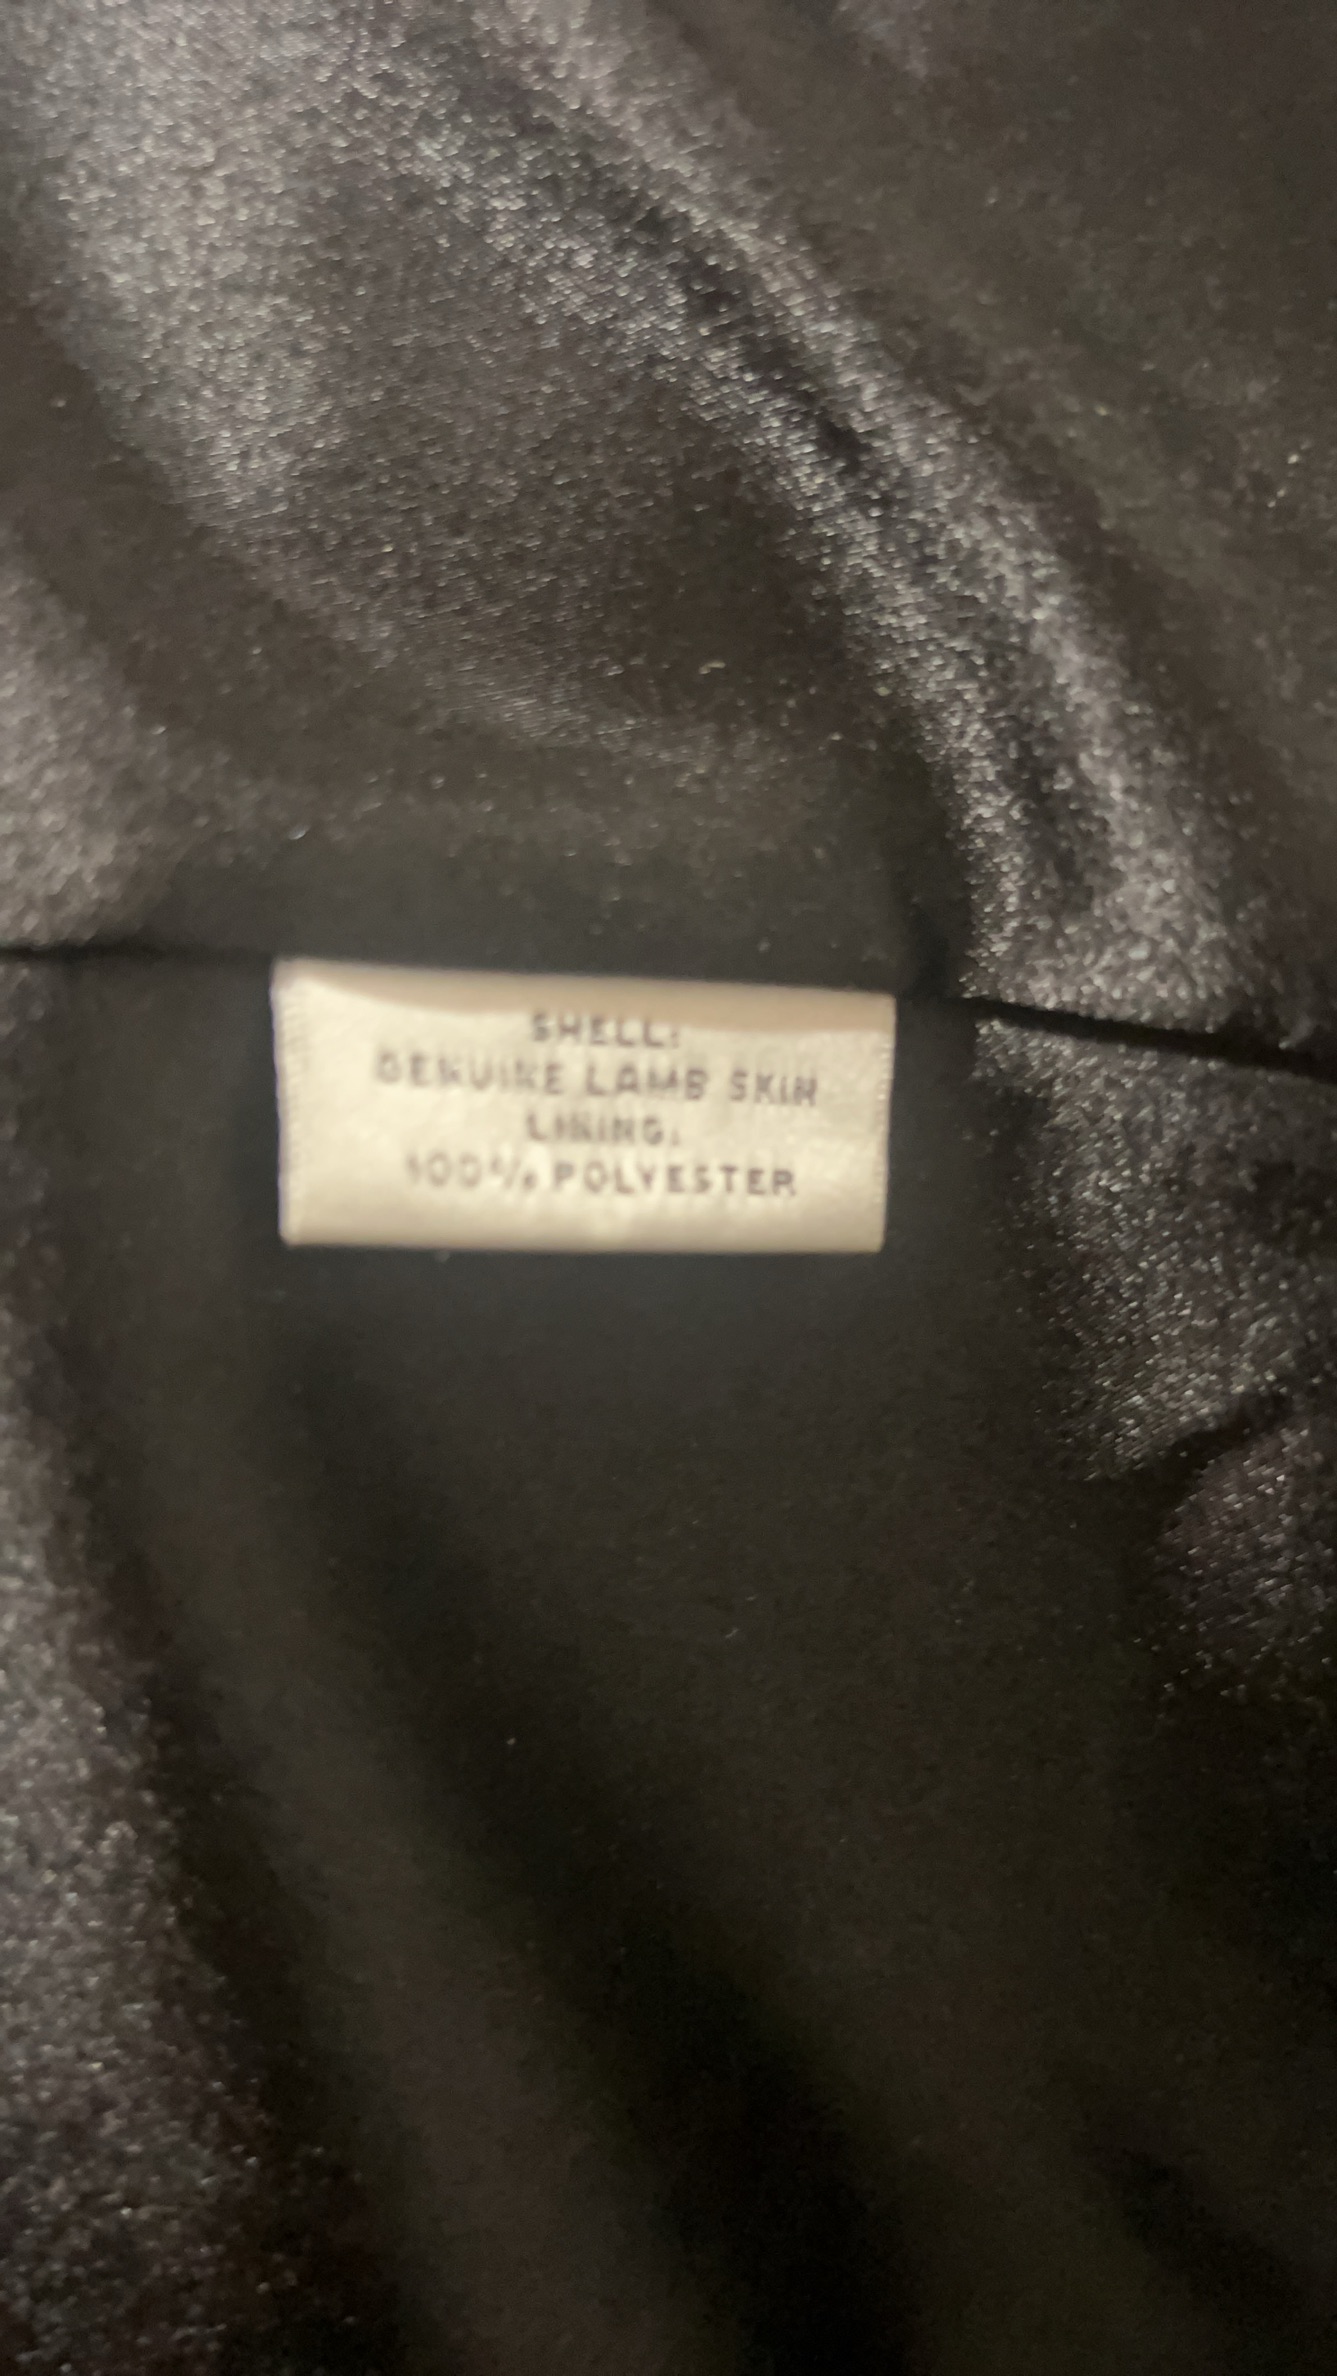 SHELL:
GENUINE LAMB SKIN
LINING:
100% POLYESTER